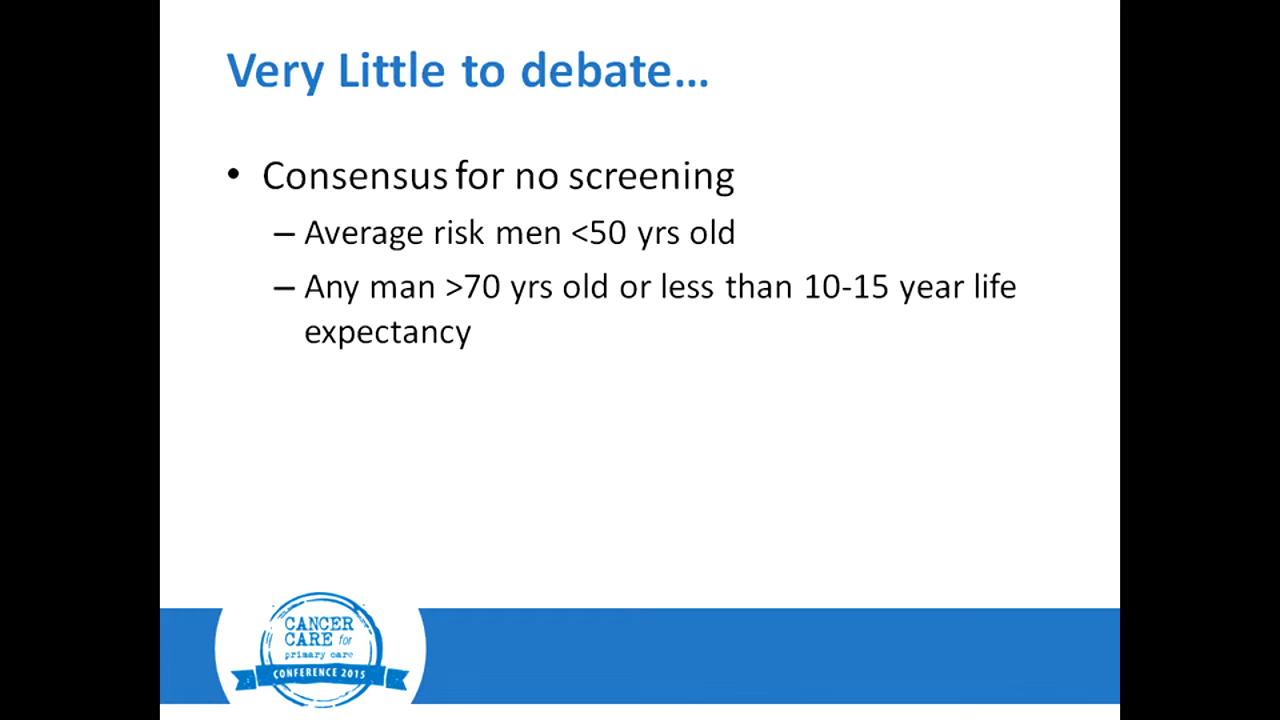 Very Little to debate...
• Consensus for no screening
– Average risk men <50 yrs old
– Any man >70 yrs old or less than 10-15 year life
expectancy
CANCER
CARE for
primary care
CONFERENCE 2015